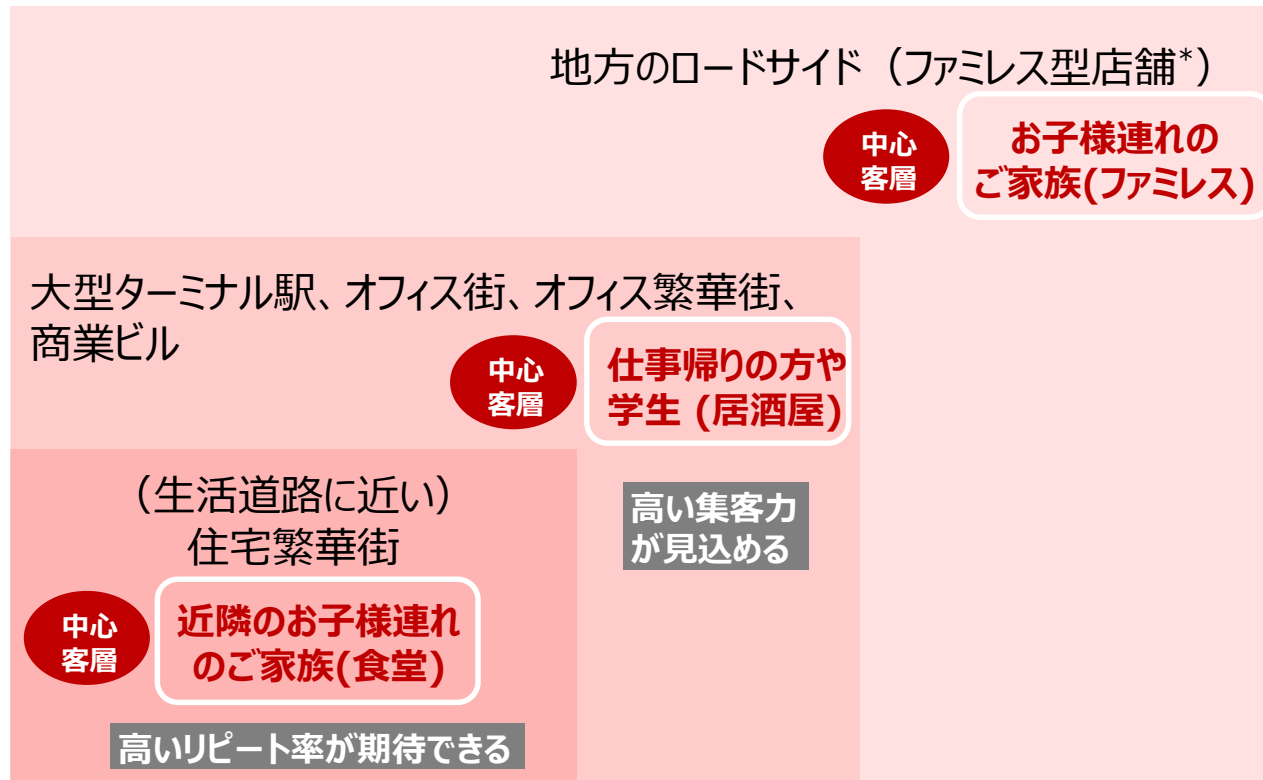 地方のロードサイド（ファミレス型店舗*）
中心
客層
お子様連れの
ご家族(ファミレス)
大型ターミナル駅、オフィス街、オフィス繁華街、
商業ビル
中心
客層
仕事帰りの方や
学生 (居酒屋)
高い集客力
が見込める
（生活道路に近い）
住宅繁華街
中心
客層
近隣のお子様連れ
のご家族(食堂)
高いリピート率が期待できる